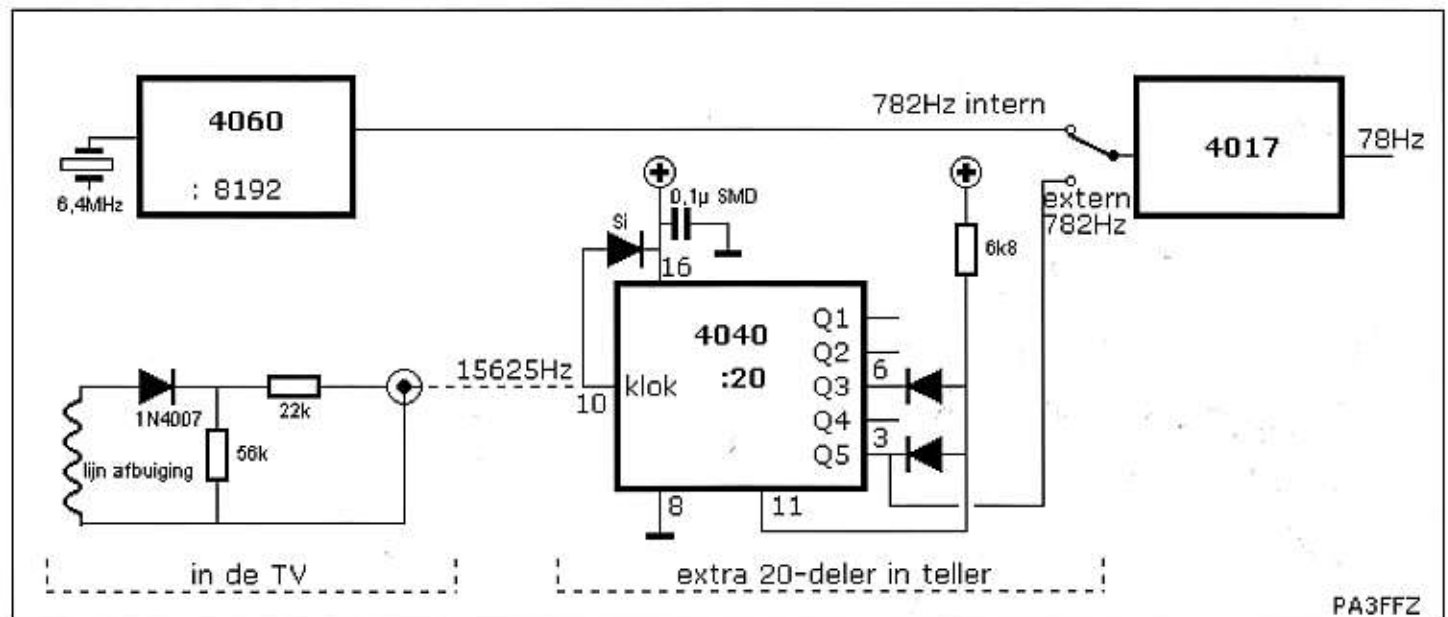 4060
: 8192
6,4MHz
782Hz intern
4017
78Hz
extern
782Hz
0,1µ SMD
Si
16
6k8
4040
:20
klok
10
Q1
Q2
6
Q3
Q4
3
Q5
8
11
15625Hz
1N4007
22k
56k
lijn afbuiging
in de TV
extra 20-deler in teller
PA3FFZ